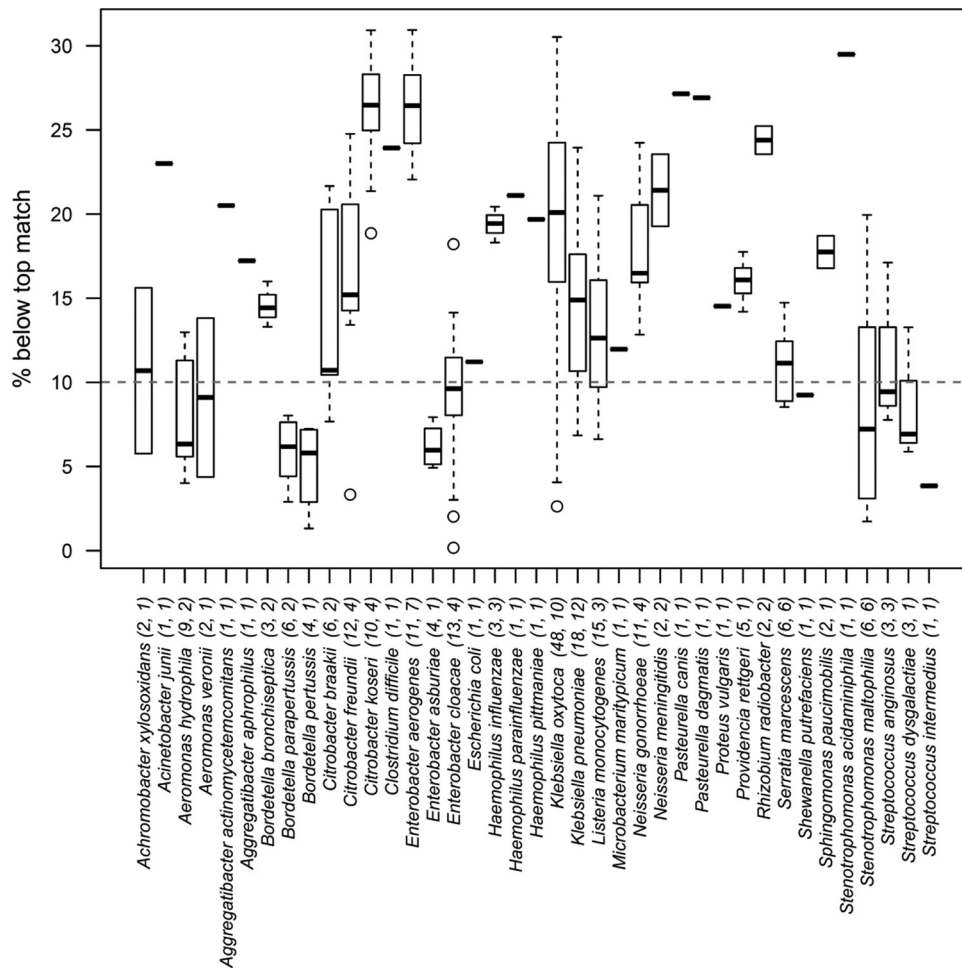 % below top match
30
25
20
15
10
5
0
Achromobacter xylosoxidans (2, 1)
Acinetobacter junii (1, 1)
Aeromonas hydrophila (9, 2)
Aeromonas veronii (2, 1)
Aggregatibacter actinomycetemcomitans (1, 1)
Aggregatibacter aphrophilus (1, 1)
Bordetella bronchiseptica (3, 2)
Bordetella parapertussis (6, 2)
Bordetella pertussis (4, 1)
Citrobacter braakii (6, 2)
Citrobacter freundii (12, 4)
Citrobacter koseri (10, 4)
Clostridium difficile (1, 1)
Enterobacter aerogenes (11, 7)
Enterobacter asburiae (4, 1)
Enterobacter cloacae (13, 4)
Escherichia coli (1, 1)
Haemophilus influenzae (3, 3)
Haemophilus parainfluenzae (1, 1)
Haemophilus pittmaniae (1, 1)
Klebsiella oxytoca (48, 10)
Klebsiella pneumoniae (18, 12)
Listeria monocytogenes (15, 3)
Microbacterium maritypicum (1, 1)
Neisseria gonorrhoeae (11, 4)
Neisseria meningitidis (2, 2)
Pasteurella canis (1, 1)
Pasteurella dagmatis (1, 1)
Proteus vulgaris (1, 1)
Providencia rettgeri (5, 1)
Rhizobium radiobacter (2, 2)
Serratia marcescens (6, 6)
Shewanella putrefaciens (1, 1)
Sphingomonas paucimobilis (2, 1)
Stenotrophomonas acidaminiphila (1, 1)
Stenotrophomonas maltophilia (6, 6)
Streptococcus anginosus (3, 3)
Streptococcus dysgalactiae (3, 1)
Streptococcus intermedius (1, 1)